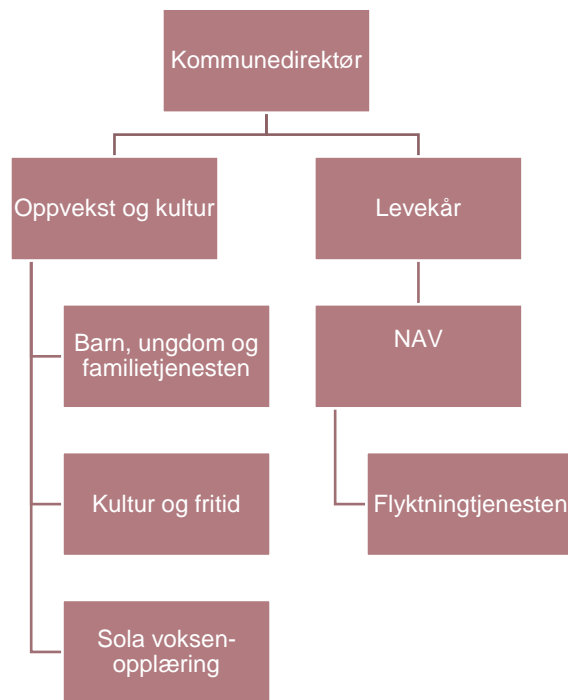 Kommunedirektør
Oppvekst og kultur
Levekår
Barn, ungdom og
familietjenesten
NAV
Kultur og fritid
Flyktningtjenesten
Sola voksen-
opplæring